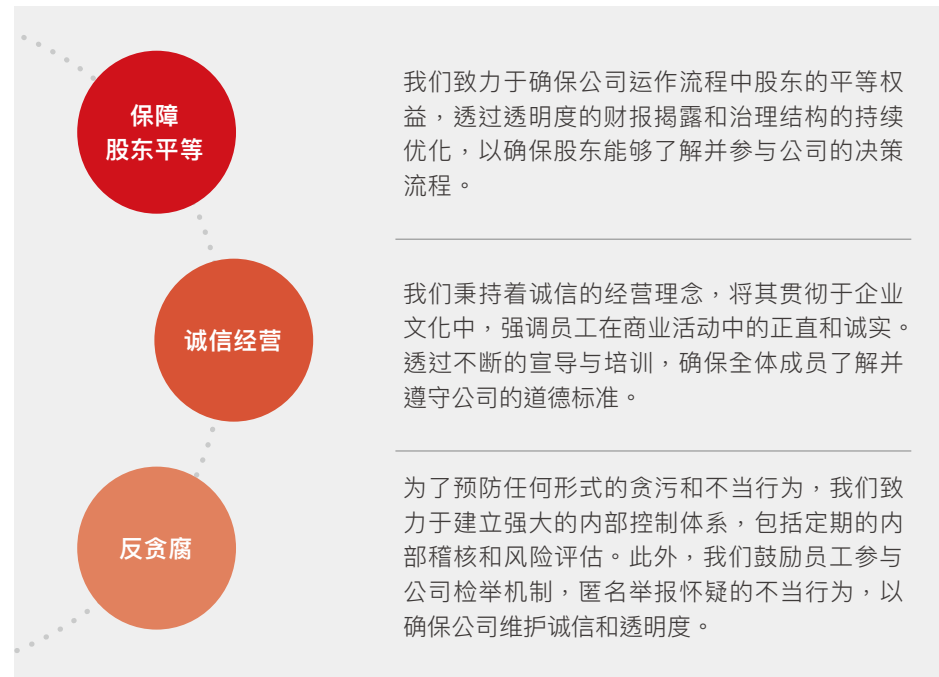 保障
股东平等
我们致力于确保公司运作流程中股东的平等权
益，透过透明度的财报揭露和治理结构的持续
优化，以确保股东能够了解并参与公司的决策
流程。
诚信经营
我们秉持着诚信的经营理念，将其贯彻于企业
文化中，强调员工在商业活动中的正直和诚实。
透过不断的宣导与培训，确保全体成员了解并
遵守公司的道德标准。
反贪腐
为了预防任何形式的贪污和不当行为，我们致
力于建立强大的内部控制体系，包括定期的内
部稽核和风险评估。此外，我们鼓励员工参与
公司检举机制，匿名举报怀疑的不当行为，以
确保公司维护诚信和透明度。